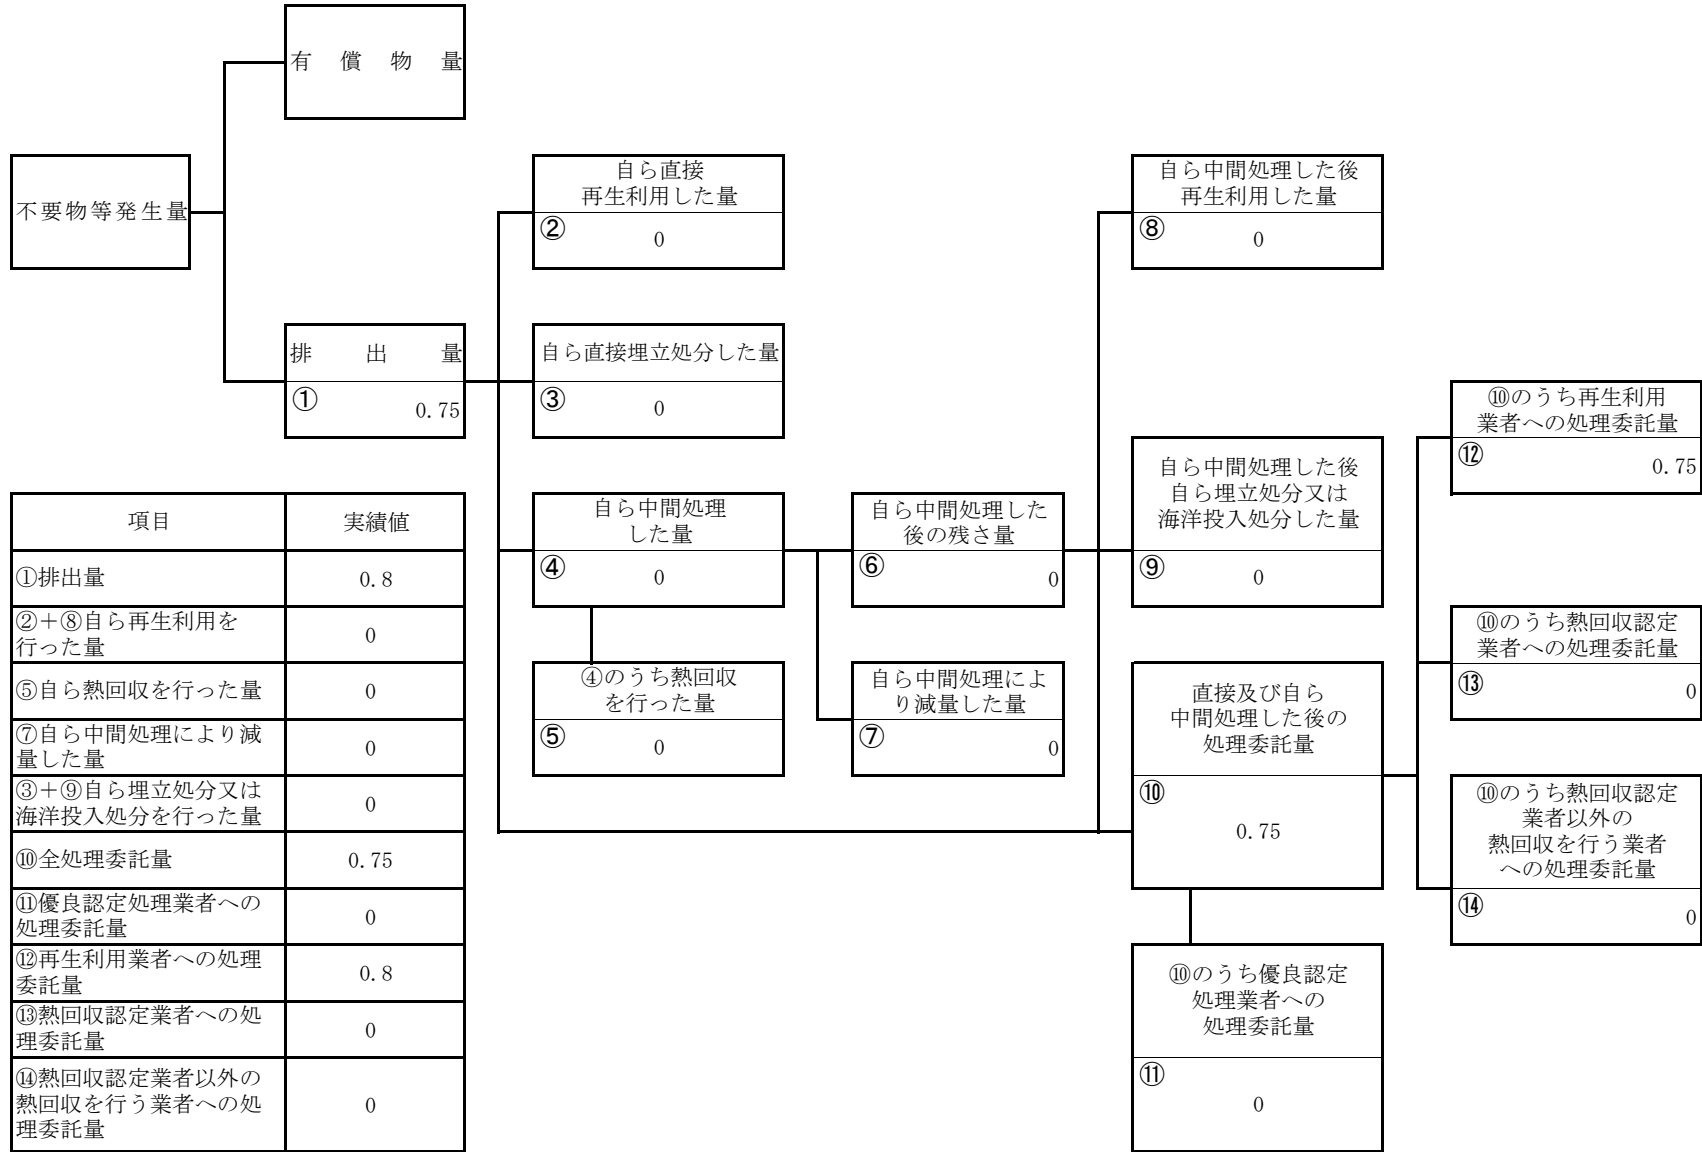 有償物量
不要物等発生量
排出量
① 0.75
自ら直接
再生利用した量
② 0
自ら直接埋立処分した量
③ 0
自ら中間処理
した量
④ 0
④のうち熱回収
を行った量
⑤ 0
自ら中間処理した
後の残さ量
⑥ 0
自ら中間処理によ
り減量した量
⑦ 0
自ら中間処理した後
再生利用した量
⑧ 0
自ら中間処理した後
自ら埋立処分又は
海洋投入処分した量
⑨ 0
直接及び自ら
中間処理した後の
処理委託量
⑩
0.75
⑩のうち優良認定
処理業者への
処理委託量
⑪
0
⑩のうち再生利用
業者への処理委託量
⑫ 0.75
⑩のうち熱回収認定
業者への処理委託量
⑬ 0
⑩のうち熱回収認定
業者以外の
熱回収を行う業者
への処理委託量
⑭ 0
項目 実績値
①排出量 0.8
②＋⑧自ら再生利用を
行った量 0
⑤自ら熱回収を行った量 0
⑦自ら中間処理により減
量した量 0
③＋⑨自ら埋立処分又は
海洋投入処分を行った量 0
⑩全処理委託量 0.75
⑪優良認定処理業者への
処理委託量 0
⑫再生利用業者への処理
委託量 0.8
⑬熱回収認定業者への処
理委託量 0
⑭熱回収認定業者以外の
熱回収を行う業者への処
理委託量 0